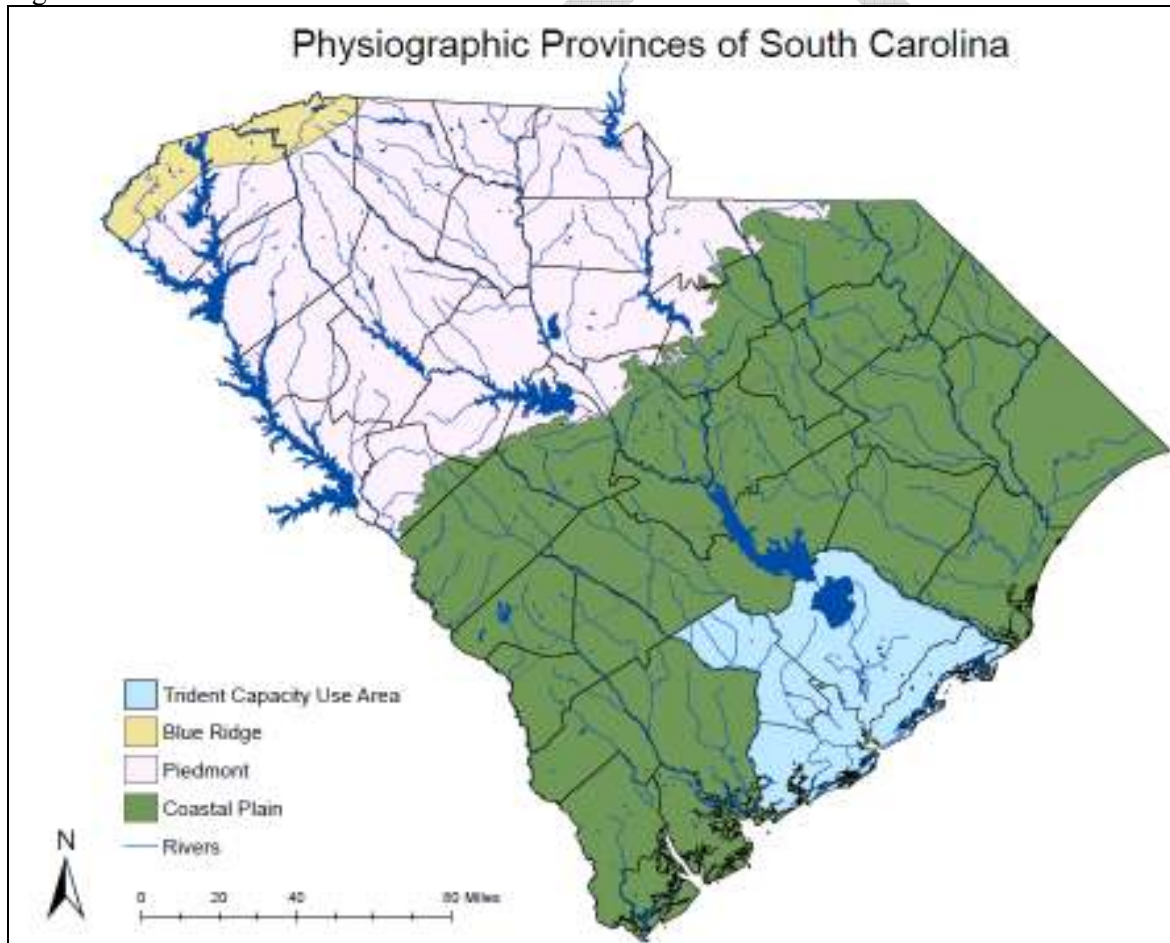 Physiographic Provinces of South Carolina
Trident Capacity Use Area
Blue Ridge
Piedmont
Coastal Plain
Rivers
N
0 20 40 80 Miles